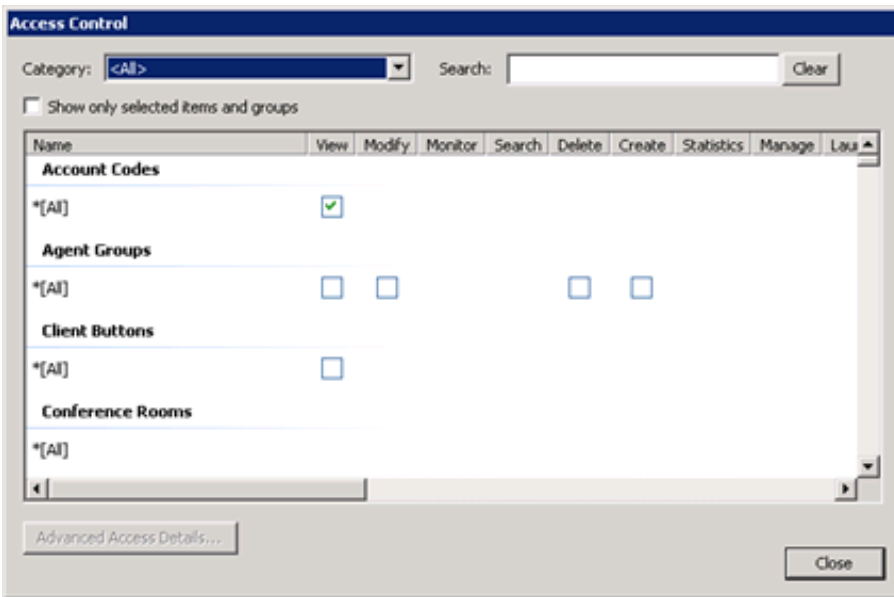 Access Control
Category: <All> Search: Clear
Show only selected items and groups
Name View Modify Monitor Search Delete Create Statistics Manage Lau
Account Codes
*[All]
Agent Groups
*[All]
Client Buttons
*[All]
Conference Rooms
*[All]
Advanced Access Details...
Close